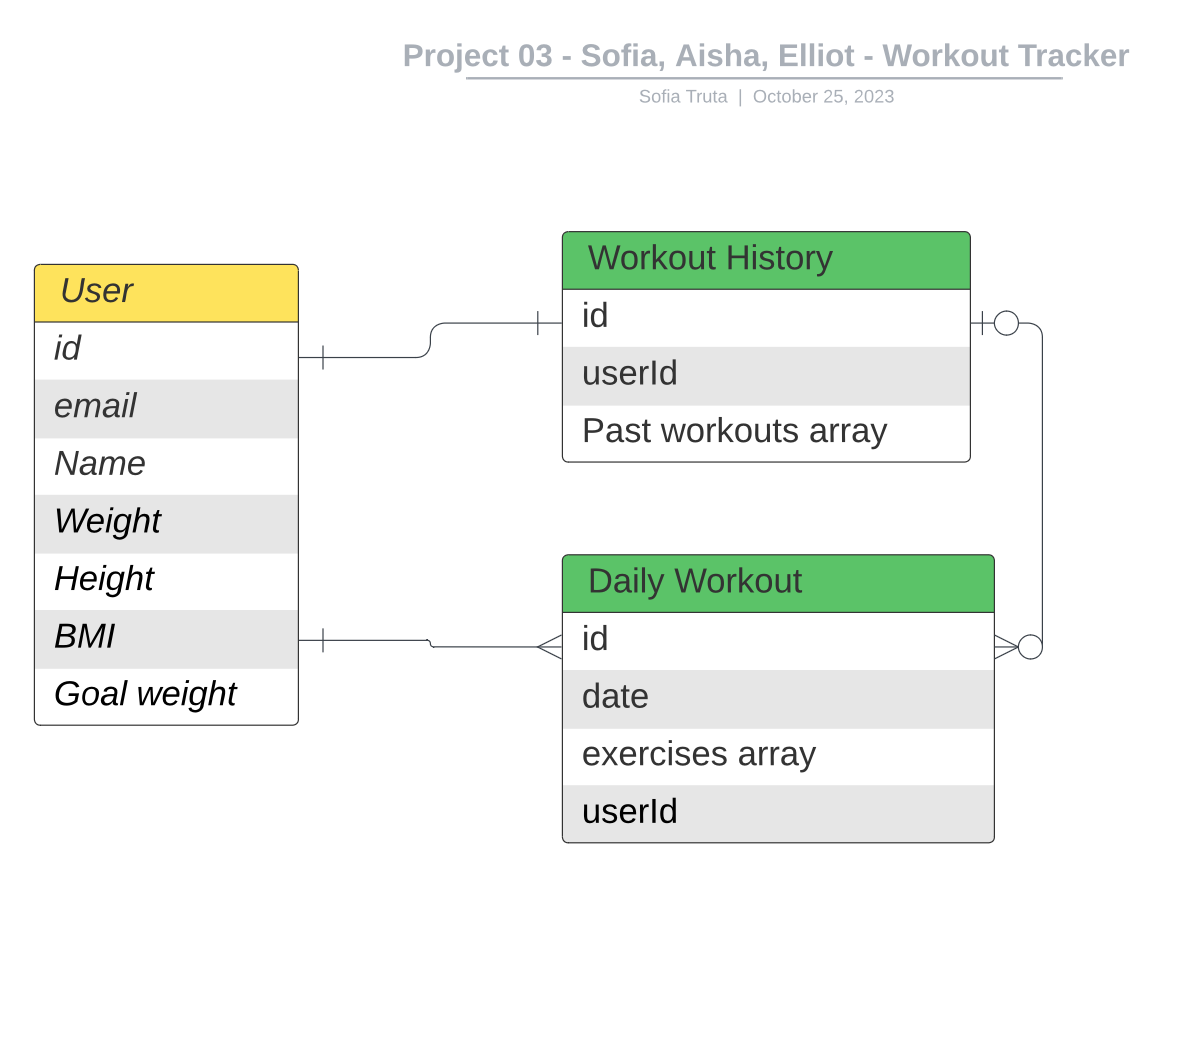 Project 03 - Sofia, Aisha, Elliot - Workout Tracker
Sofia Truta | October 25, 2023
User
id
email
Name
Weight
Height
BMI
Goal weight
Workout History
id
userId
Past workouts array
Daily Workout
id
date
exercises array
userId